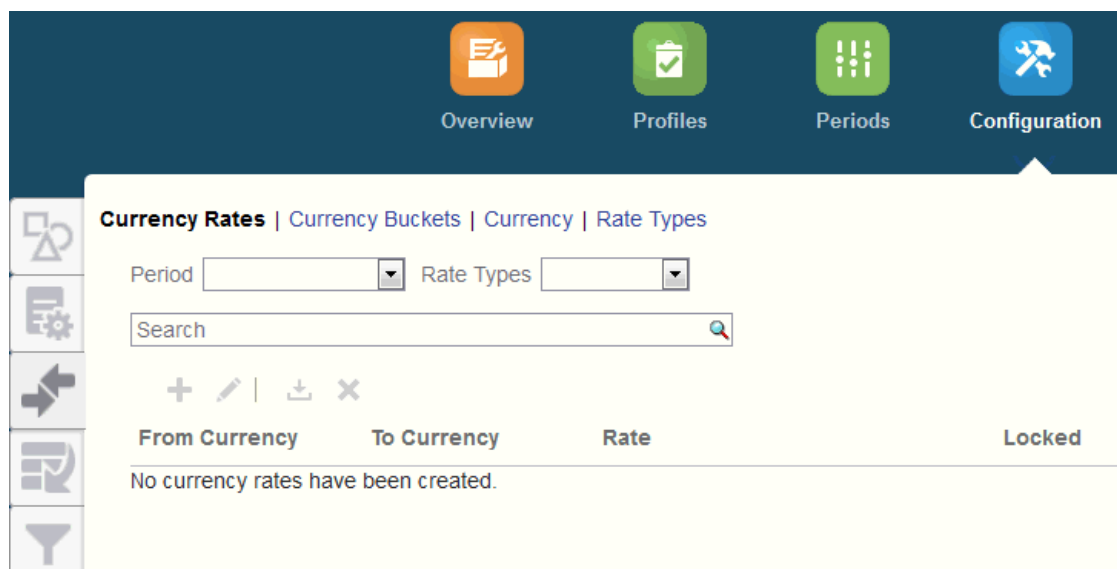 Overview Profiles Periods Configuration
Currency Rates | Currency Buckets | Currency | Rate Types
Period Rate Types
Search
From Currency To Currency Rate Locked
No currency rates have been created.